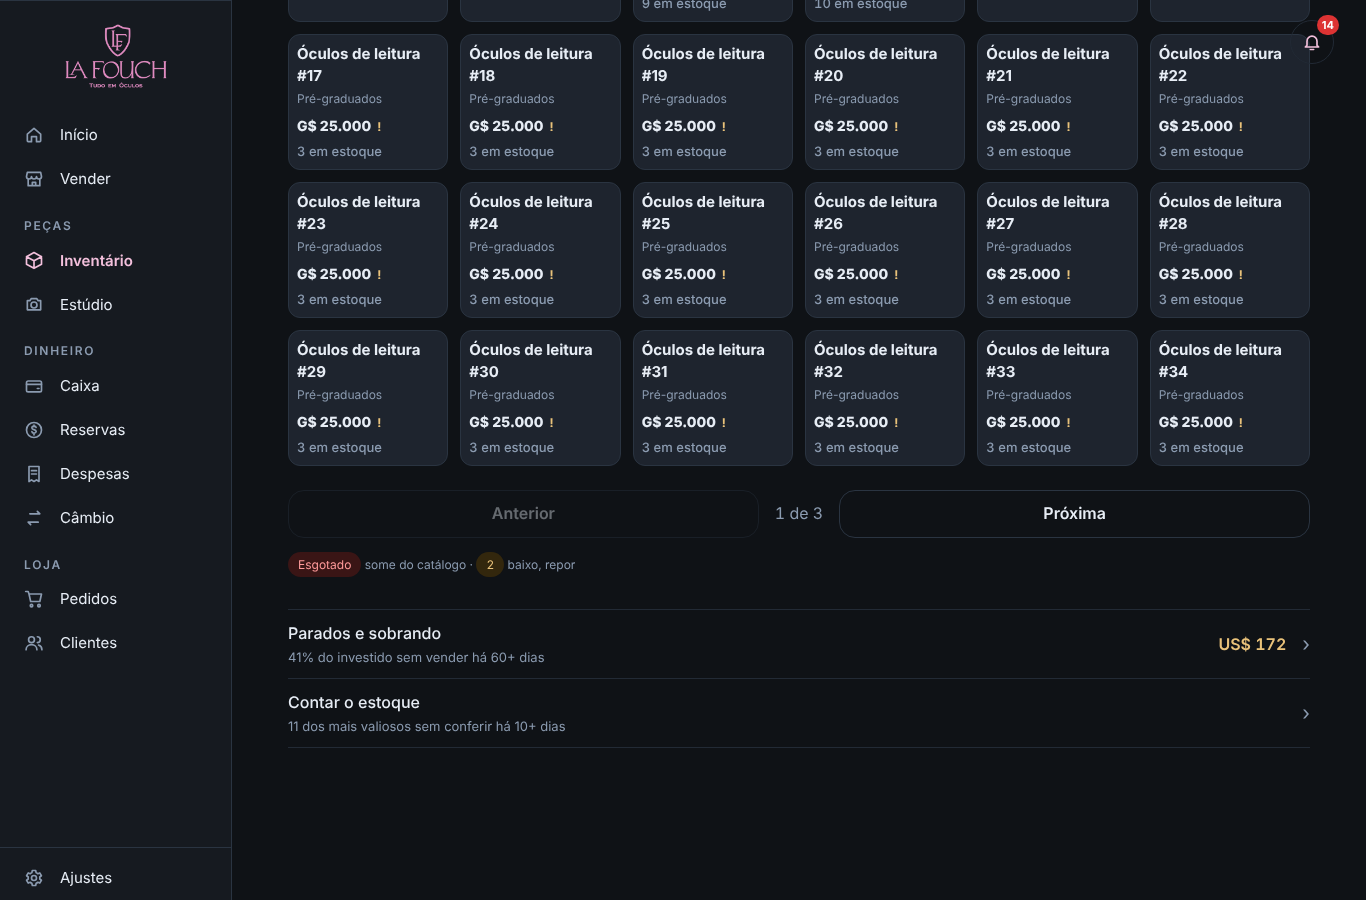 LF
LA FOUCH
TUDO EM ÓCULOS
Início
Vender
PEÇAS
Inventário
Estúdio
DINHEIRO
Caixa
Reservas
Despesas
Câmbio
LOJA
Pedidos
Clientes
Ajustes
14
9 em estoque
10 em estoque
Óculos de leitura
#17
Pré-graduados
G$ 25.000 !
3 em estoque
Óculos de leitura
#18
Pré-graduados
G$ 25.000 !
3 em estoque
Óculos de leitura
#19
Pré-graduados
G$ 25.000 !
3 em estoque
Óculos de leitura
#20
Pré-graduados
G$ 25.000 !
3 em estoque
Óculos de leitura
#21
Pré-graduados
G$ 25.000 !
3 em estoque
Óculos de leitura
#22
Pré-graduados
G$ 25.000 !
3 em estoque
Óculos de leitura
#23
Pré-graduados
G$ 25.000 !
3 em estoque
Óculos de leitura
#24
Pré-graduados
G$ 25.000 !
3 em estoque
Óculos de leitura
#25
Pré-graduados
G$ 25.000 !
3 em estoque
Óculos de leitura
#26
Pré-graduados
G$ 25.000 !
3 em estoque
Óculos de leitura
#27
Pré-graduados
G$ 25.000 !
3 em estoque
Óculos de leitura
#28
Pré-graduados
G$ 25.000 !
3 em estoque
Óculos de leitura
#29
Pré-graduados
G$ 25.000 !
3 em estoque
Óculos de leitura
#30
Pré-graduados
G$ 25.000 !
3 em estoque
Óculos de leitura
#31
Pré-graduados
G$ 25.000 !
3 em estoque
Óculos de leitura
#32
Pré-graduados
G$ 25.000 !
3 em estoque
Óculos de leitura
#33
Pré-graduados
G$ 25.000 !
3 em estoque
Óculos de leitura
#34
Pré-graduados
G$ 25.000 !
3 em estoque
Anterior
1 de 3
Próxima
Esgotado some do catálogo · 2 baixo, repor
Parados e sobrando
41% do investido sem vender há 60+ dias
US$ 172
Contar o estoque
11 dos mais valiosos sem conferir há 10+ dias